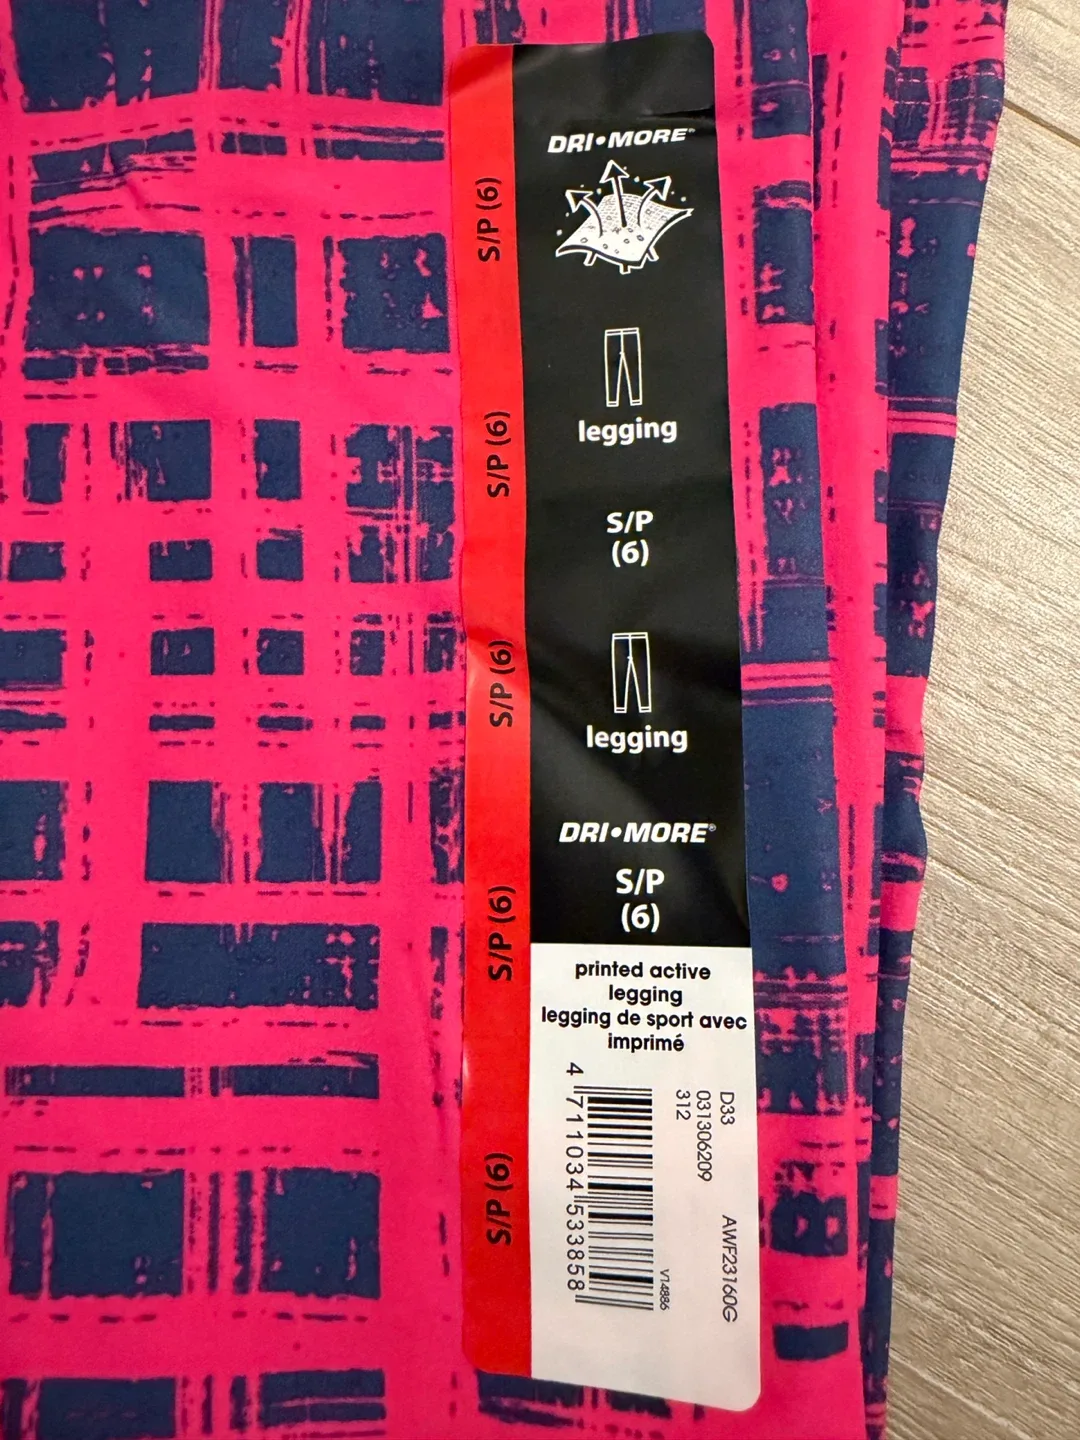 S/P (6)
S/P (6)
S/P (6)
S/P (6)
S/P (6)
DRI•MORE®
legging
S/P
(6)
legging
DRI•MORE®
S/P
(6)
printed active
legging
legging de sport avec
imprimé
D33
031306209
312
AWF23160G
V14886
4 711034 533858